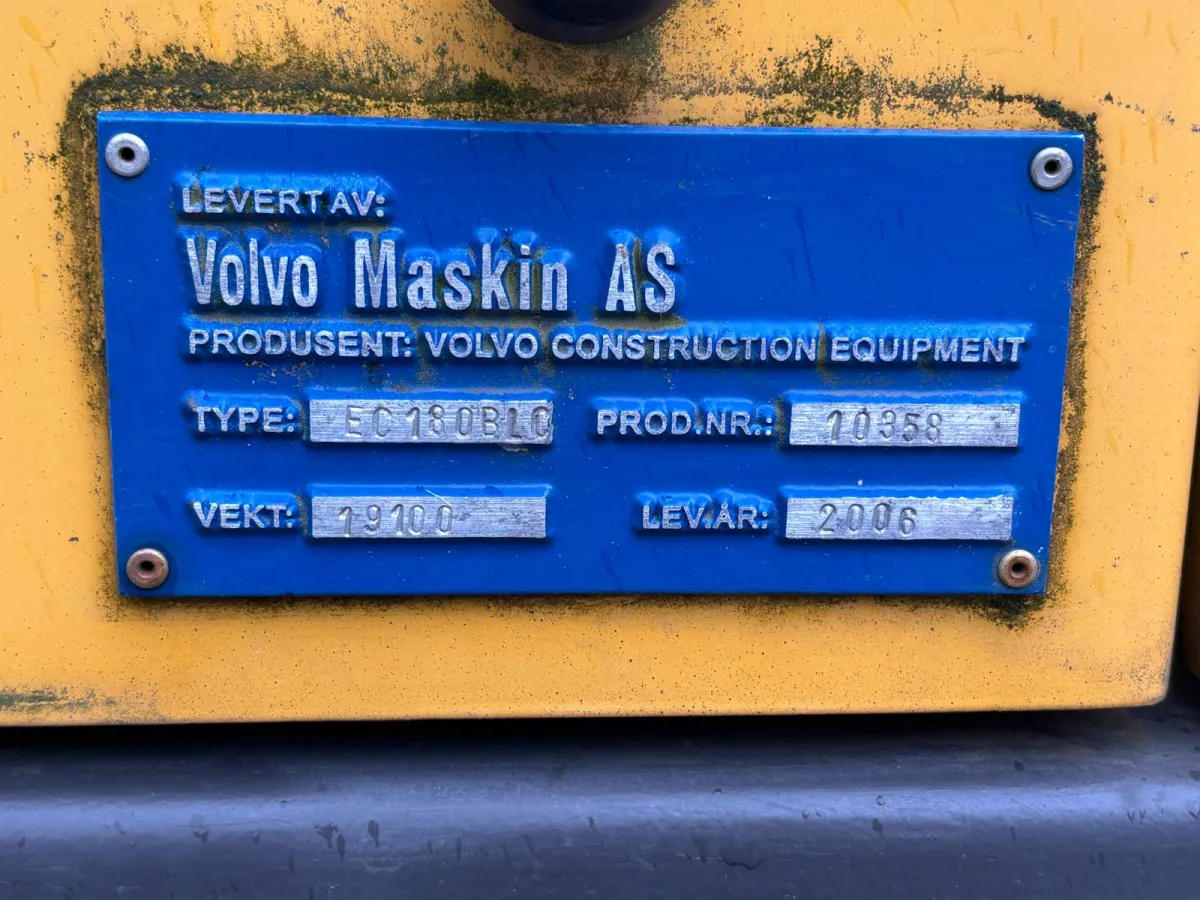 LEVERT AV:
Volvo Maskin AS
PRODUSENT: VOLVO CONSTRUCTION EQUIPMENT
TYPE: EC180BLC PROD.NR.: 10358
VEKT: 19100 LEV.ÅR: 2006